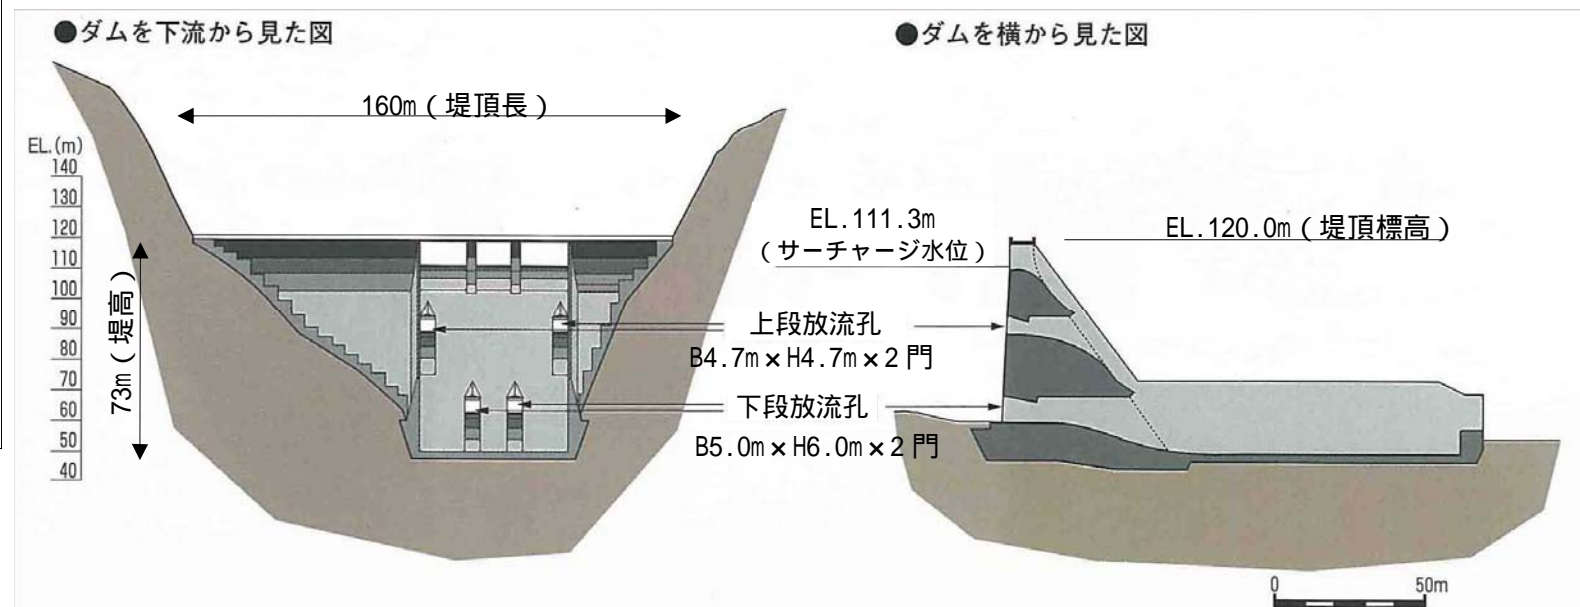 ●ダムを下流から見た図
160m（堤頂長）
EL.(m)
140
130
120
110
100
90
80
70
60
50
40
73m（堤高）
●ダムを横から見た図
EL.111.3m
（サーチャージ水位）
EL.120.0m（堤頂標高）
上段放流孔
B4.7m×H4.7m×2門
下段放流孔
B5.0m×H6.0m×2門
0 50m